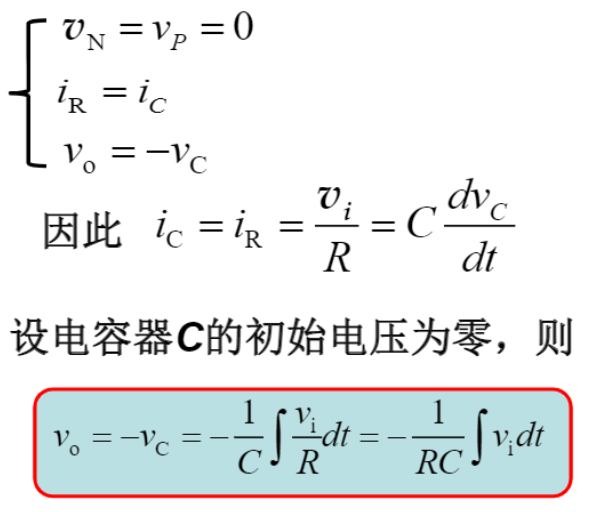 v_N = v_P = 0
i_R = i_C
v_o = −v_C
因此 i_C = i_R = v_i/R = C dv_C/dt
设电容器C的初始电压为零，则
v_o = −v_C = −1/C ∫ v_i/R dt = −1/RC ∫ v_i dt